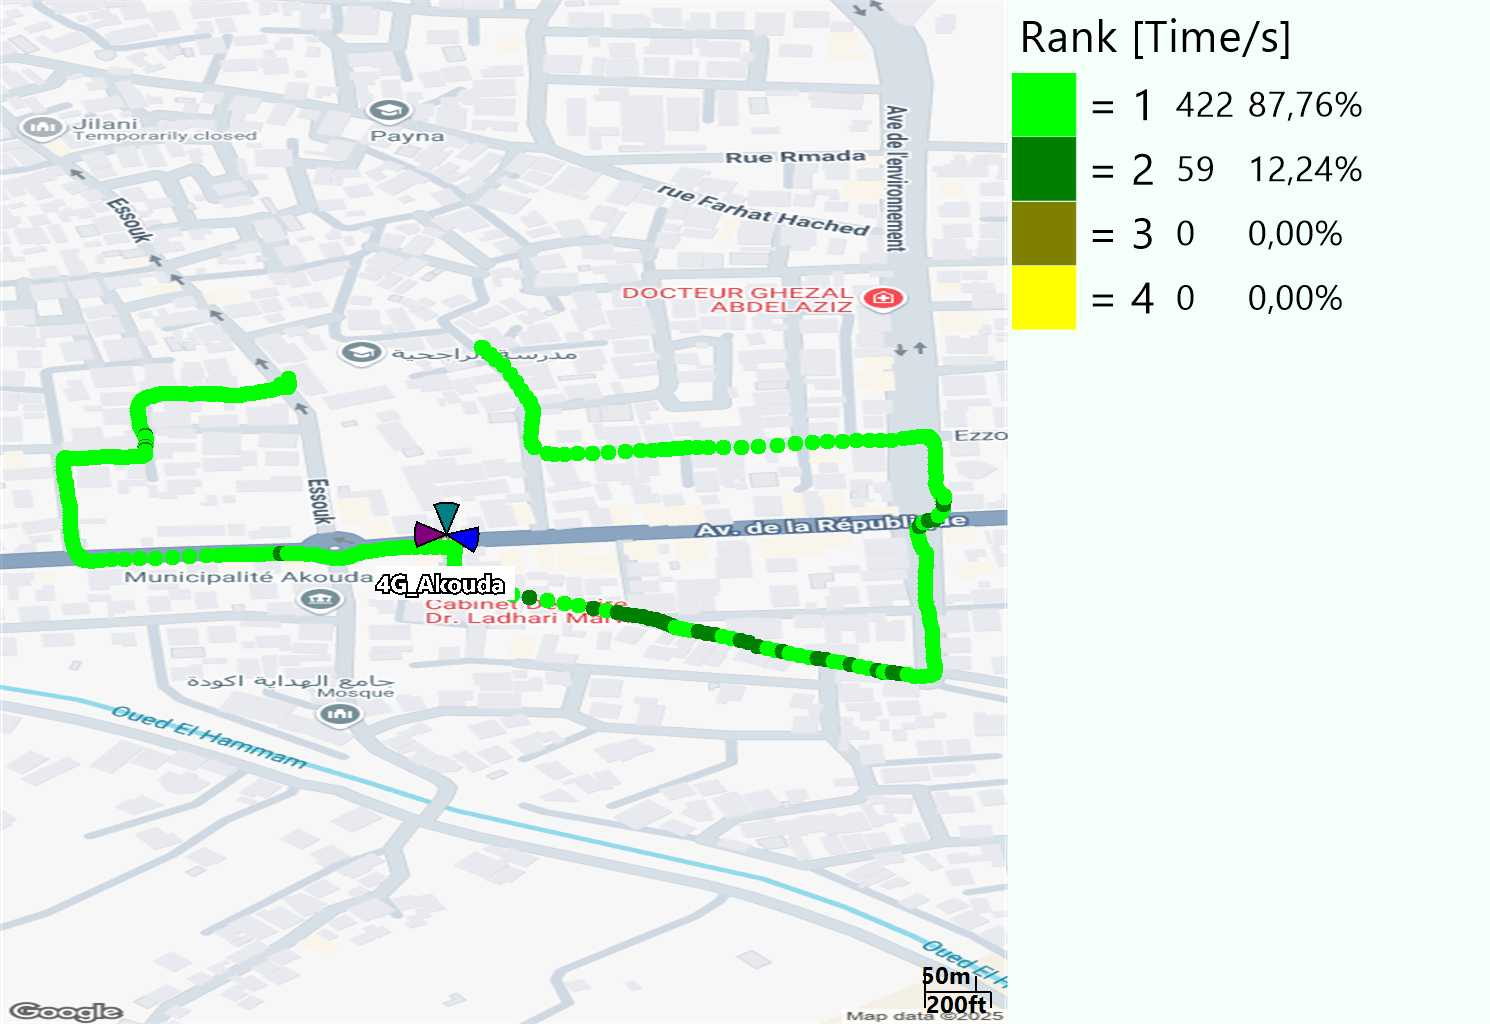 Rank [Time/s]
= 1 422 87,76%
= 2 59 12,24%
= 3 0 0,00%
= 4 0 0,00%
Jilani
Temporarily closed
Payna
Rue Rmada
rue Farhat Hached
Ave de l'environnement
Essouk
DOCTEUR GHEZAL
ABDELAZIZ
مدرسة الراجحية
Ezzo
Essouk
Av. de la République
Municipalité Akouda
4G_Akouda
Cabinet Dentaire
Dr. Ladhari
جامع الهداية اكودة
Mosque
Oued El Hammam
Oued El H
50m
200ft
Google
Map data ©2025